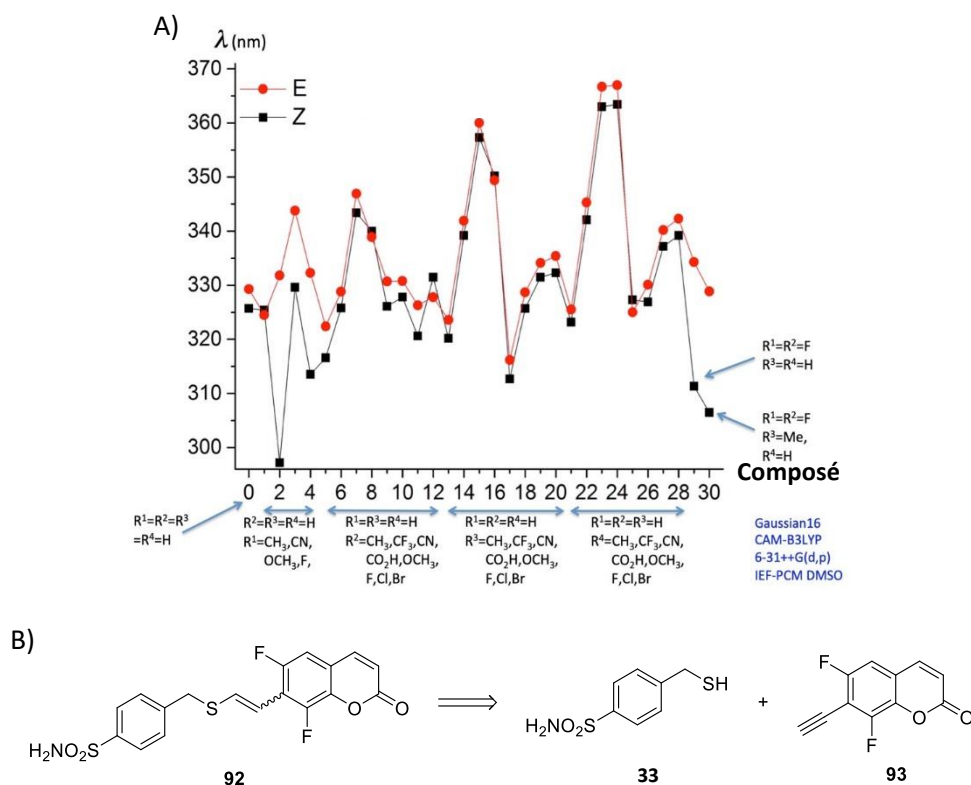 A)
λ (nm)
370
360
350
340
330
320
310
300
E
Z
R¹=R²=F
R³=R⁴=H
R¹=R²=F
R³=Me,
R⁴=H
Composé
0 2 4 6 8 10 12 14 16 18 20 22 24 26 28 30
R¹=R²=R³
=R⁴=H
R²=R³=R⁴=H
R¹=CH₃,CN,
OCH₃,F,
R¹=R³=R⁴=H
R²=CH₃,CF₃,CN,
CO₂H,OCH₃,
F,Cl,Br
R¹=R²=R⁴=H
R³=CH₃,CF₃,CN,
CO₂H,OCH₃,
F,Cl,Br
R¹=R²=R³=H
R⁴=CH₃,CF₃,CN,
CO₂H,OCH₃,
F,Cl,Br
Gaussian16
CAM-B3LYP
6-31++G(d,p)
IEF-PCM DMSO
B)
F
S
O
O
F
H₂NO₂S
92
SH
H₂NO₂S
33
+
F
O
O
F
93